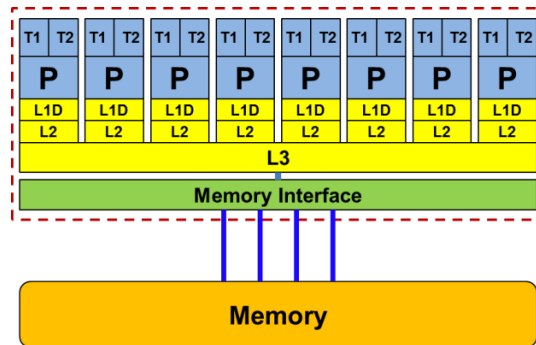 T1 T2 T1 T2 T1 T2 T1 T2 T1 T2 T1 T2 T1 T2 T1 T2
P P P P P P P P
L1D L1D L1D L1D L1D L1D L1D L1D
L2 L2 L2 L2 L2 L2 L2 L2
L3
Memory Interface
Memory